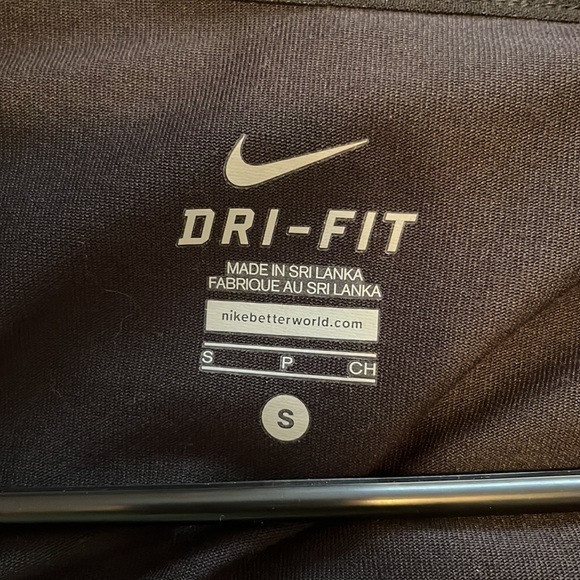 DRI-FIT
MADE IN SRI LANKA
FABRIQUE AU SRI LANKA
nikebetterworld.com
S P CH
S